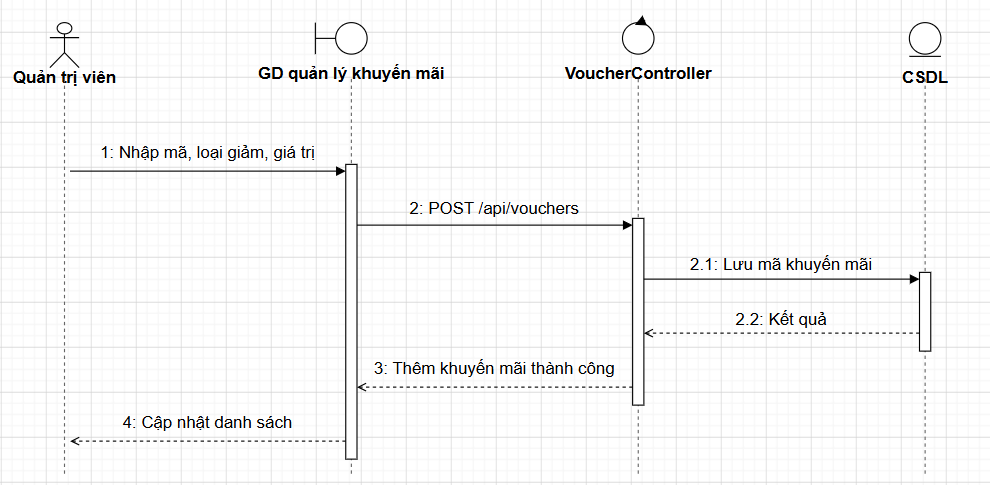 Quản trị viên
GD quản lý khuyến mãi
VoucherController
CSDL
1: Nhập mã, loại giảm, giá trị
2: POST /api/vouchers
2.1: Lưu mã khuyến mãi
2.2: Kết quả
3: Thêm khuyến mãi thành công
4: Cập nhật danh sách